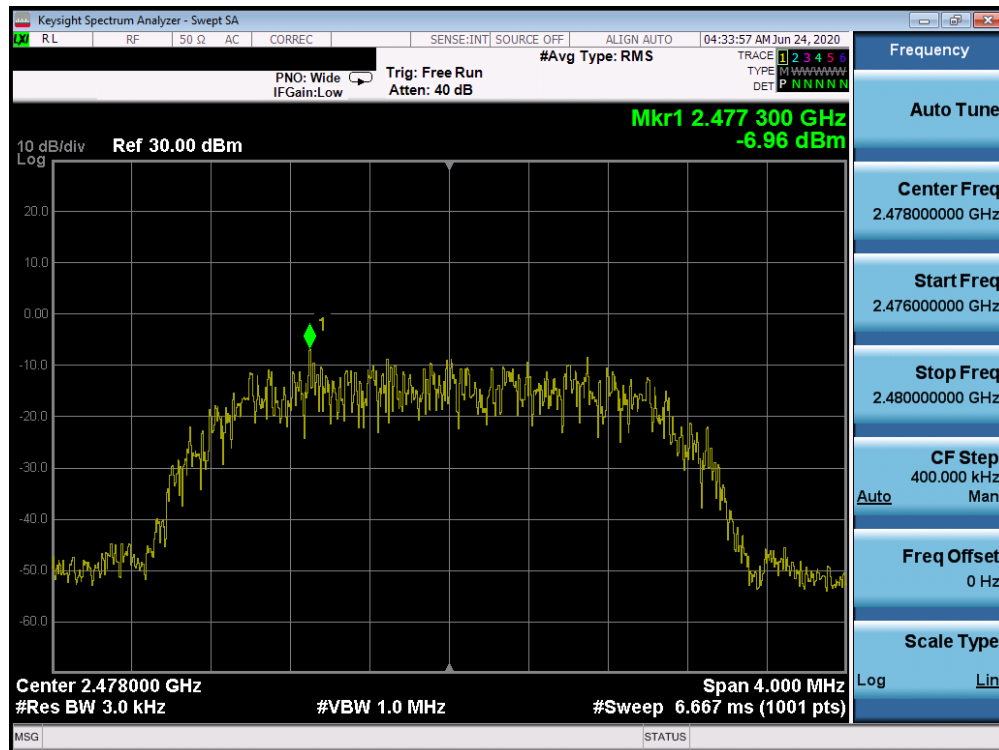 Keysight Spectrum Analyzer - Swept SA
LXI RL RF 50 Ω AC CORREC SENSE:INT SOURCE OFF ALIGN AUTO 04:33:57 AM Jun 24, 2020
#Avg Type: RMS
TRACE 1 2 3 4 5 6
PNO: Wide Trig: Free Run TYPE M WWWWW
IFGain:Low Atten: 40 dB DET P N N N N N
Mkr1 2.477 300 GHz
-6.96 dBm
10 dB/div Ref 30.00 dBm
Log
20.0
10.0
0.00
1
-10.0
-20.0
-30.0
-40.0
-50.0
-60.0
Center 2.478000 GHz Span 4.000 MHz
#Res BW 3.0 kHz #VBW 1.0 MHz #Sweep 6.667 ms (1001 pts)
MSG STATUS
Frequency
Auto Tune
Center Freq
2.478000000 GHz
Start Freq
2.476000000 GHz
Stop Freq
2.480000000 GHz
CF Step
400.000 kHz
Auto Man
Freq Offset
0 Hz
Scale Type
Log Lin